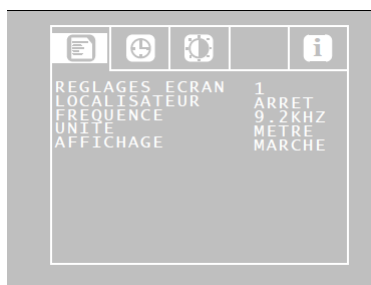 REGLAGES ECRAN 1
LOCALISATEUR ARRET
FREQUENCE 9.2KHZ
UNITE METRE
AFFICHAGE MARCHE